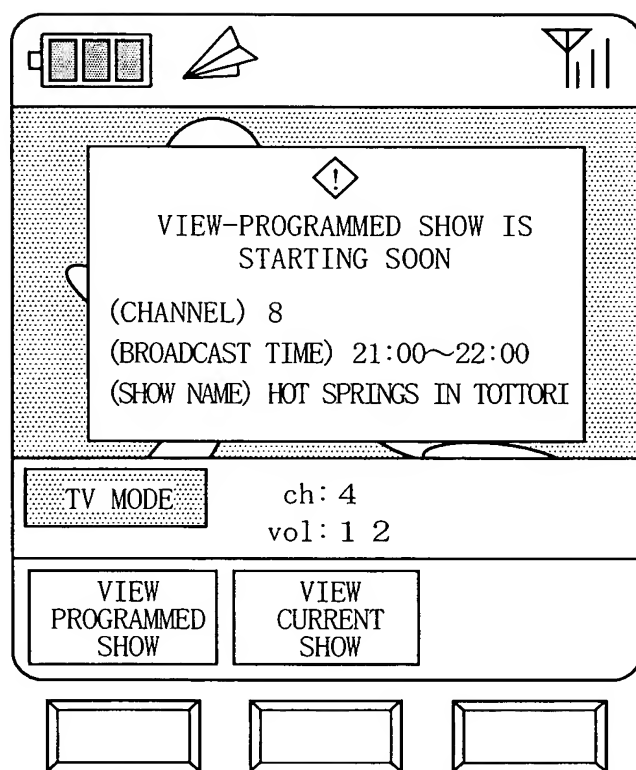 !
VIEW-PROGRAMMED SHOW IS
STARTING SOON
(CHANNEL) 8
(BROADCAST TIME) 21:00～22:00
(SHOW NAME) HOT SPRINGS IN TOTTORI
TV MODE
ch: 4
vol: 1 2
VIEW
PROGRAMMED
SHOW
VIEW
CURRENT
SHOW